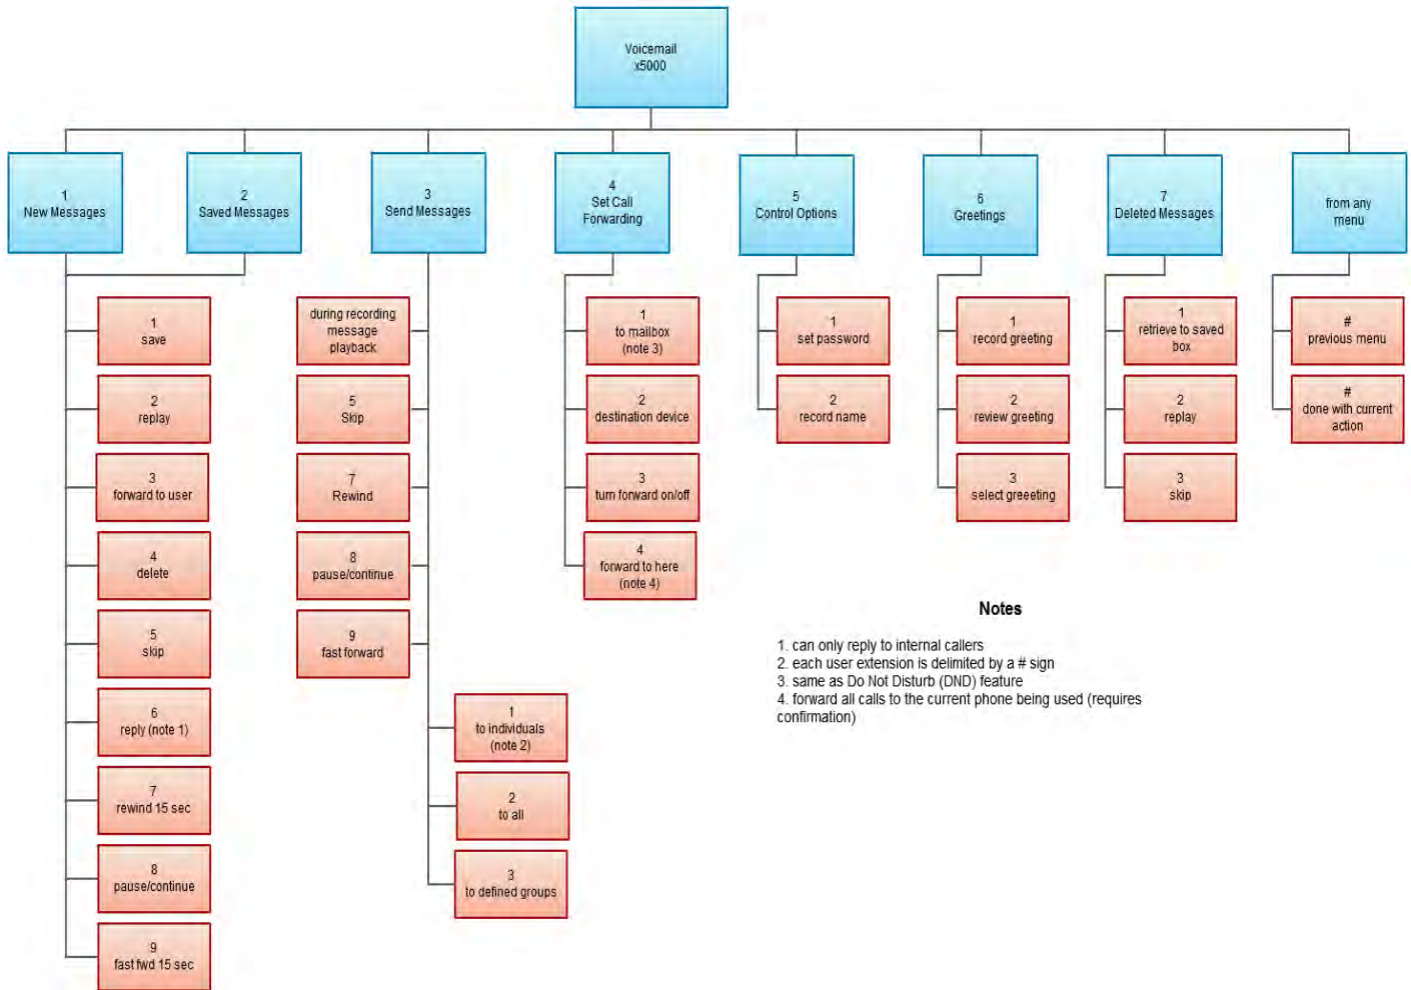 Voicemail
x5000
1
New Messages
2
Saved Messages
3
Send Messages
4
Set Call
Forwarding
5
Control Options
6
Greetings
7
Deleted Messages
from any
menu
1
save
2
replay
3
forward to user
4
delete
5
skip
6
reply (note 1)
7
rewind 15 sec
8
pause/continue
9
fast fwd 15 sec
during recording
message
playback
5
Skip
7
Rewind
8
pause/continue
9
fast forward
1
to individuals
(note 2)
2
to all
3
to defined groups
1
to mailbox
(note 3)
2
destination device
3
turn forward on/off
4
forward to here
(note 4)
1
set password
2
record name
1
record greeting
2
review greeting
3
select greeeting
1
retrieve to saved
box
2
replay
3
skip
#
previous menu
#
done with current
action
Notes
1. can only reply to internal callers
2. each user extension is delimited by a # sign
3. same as Do Not Disturb (DND) feature
4. forward all calls to the current phone being used (requires
confirmation)